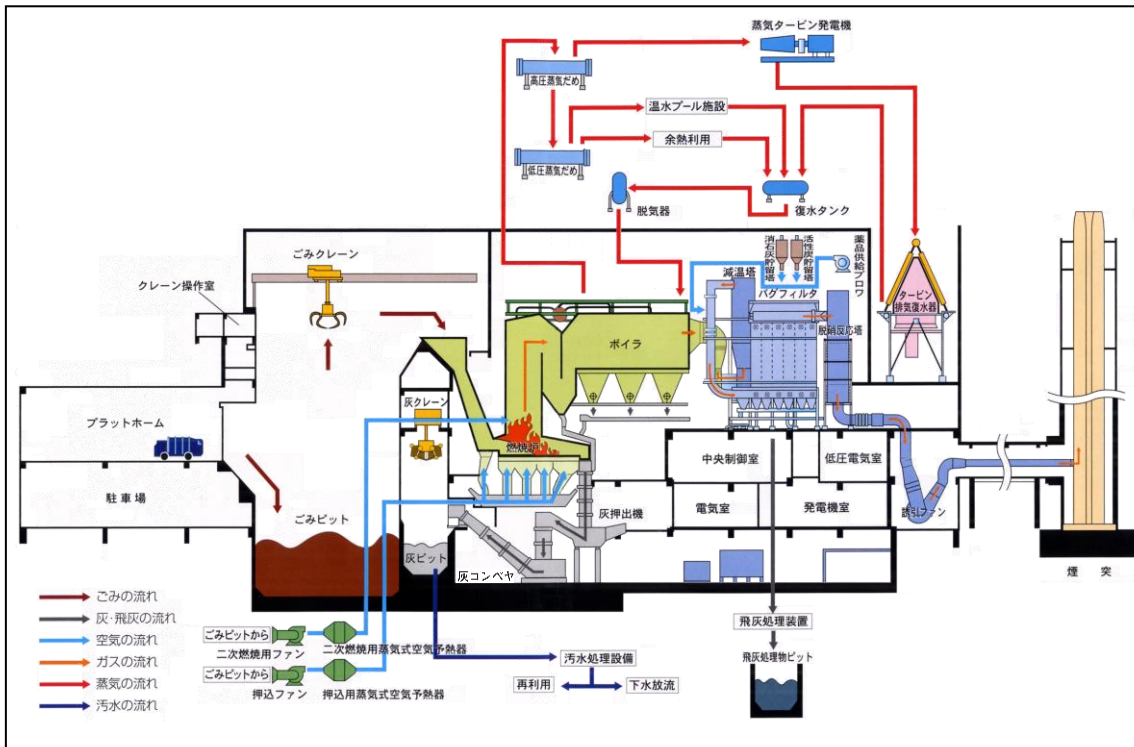 蒸気タービン発電機
高圧蒸気だめ
温水プール施設
余熱利用
低圧蒸気だめ
脱気器
復水タンク
ごみクレーン
クレーン操作室
消石灰貯留塔
活性炭貯留塔
薬品供給ブロワ
減温塔
バグフィルタ
タービン
排気復水器
脱硝反応塔
ボイラ
灰クレーン
プラットホーム
燃焼炉
中央制御室
低圧電気室
駐車場
ごみピット
灰押出機
電気室
発電機室
誘引ファン
灰ピット
灰コンベヤ
煙突
ごみの流れ
灰・飛灰の流れ
空気の流れ
ガスの流れ
蒸気の流れ
汚水の流れ
ごみピットから
二次燃焼用ファン
二次燃焼用蒸気式空気予熱器
ごみピットから
押込ファン
押込用蒸気式空気予熱器
汚水処理設備
再利用
下水放流
飛灰処理装置
飛灰処理物ピット